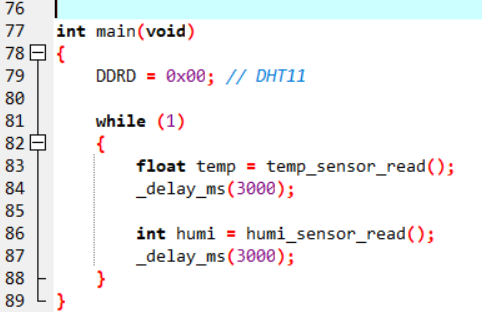 76
77 int main(void)
78 {
79 DDRD = 0x00; // DHT11
80
81 while (1)
82 {
83 float temp = temp_sensor_read();
84 _delay_ms(3000);
85
86 int humi = humi_sensor_read();
87 _delay_ms(3000);
88 }
89 }